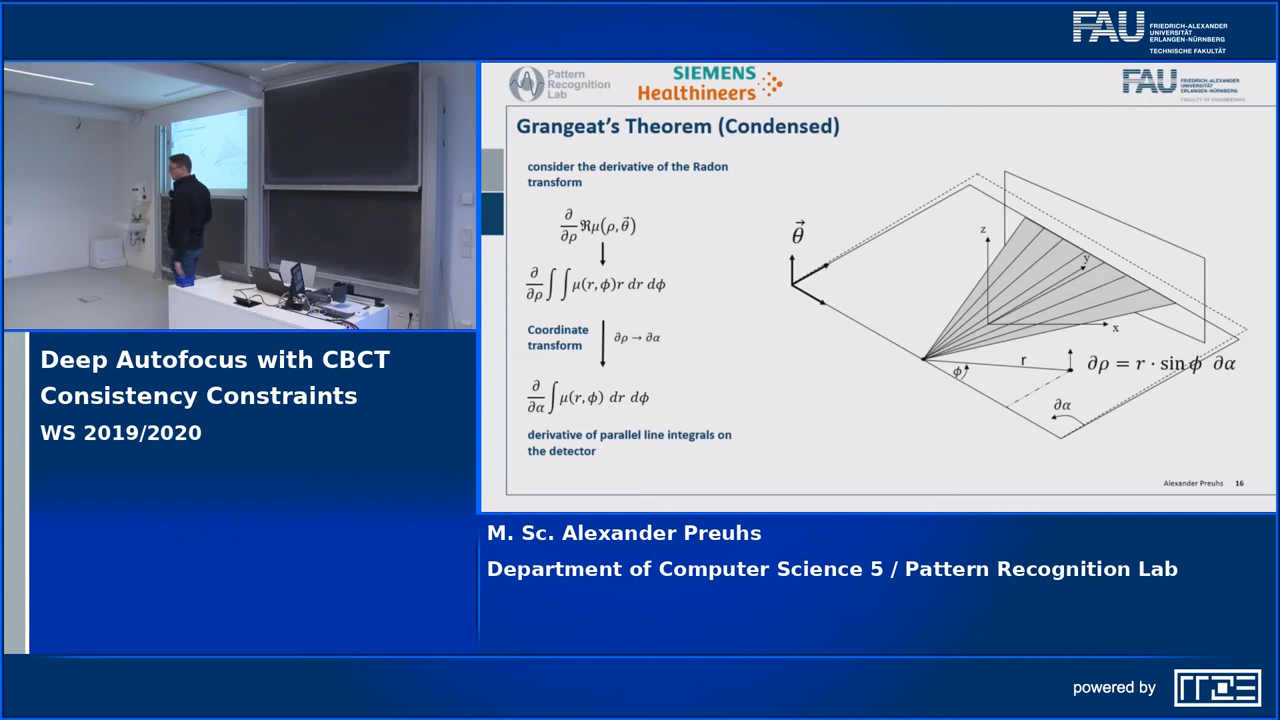 FAU
FRIEDRICH-ALEXANDER
UNIVERSITÄT
ERLANGEN-NÜRNBERG
TECHNISCHE FAKULTÄT
Pattern
Recognition
Lab
SIEMENS
Healthineers
FAU
FRIEDRICH-ALEXANDER
UNIVERSITÄT
ERLANGEN-NÜRNBERG
FACULTY OF ENGINEERING
Grangeat's Theorem (Condensed)
consider the derivative of the Radon
transform
∂/∂ρ ℜμ(ρ, θ⃗)
∂/∂ρ ∫ ∫ μ(r, ϕ)r dr dϕ
Coordinate
transform
∂ρ → ∂α
∂/∂α ∫ μ(r, ϕ) dr dϕ
derivative of parallel line integrals on
the detector
θ⃗
z
y
x
r
ϕ
∂ρ = r · sin ϕ ∂α
∂α
Alexander Preuhs 16
Deep Autofocus with CBCT
Consistency Constraints
WS 2019/2020
M. Sc. Alexander Preuhs
Department of Computer Science 5 / Pattern Recognition Lab
powered by